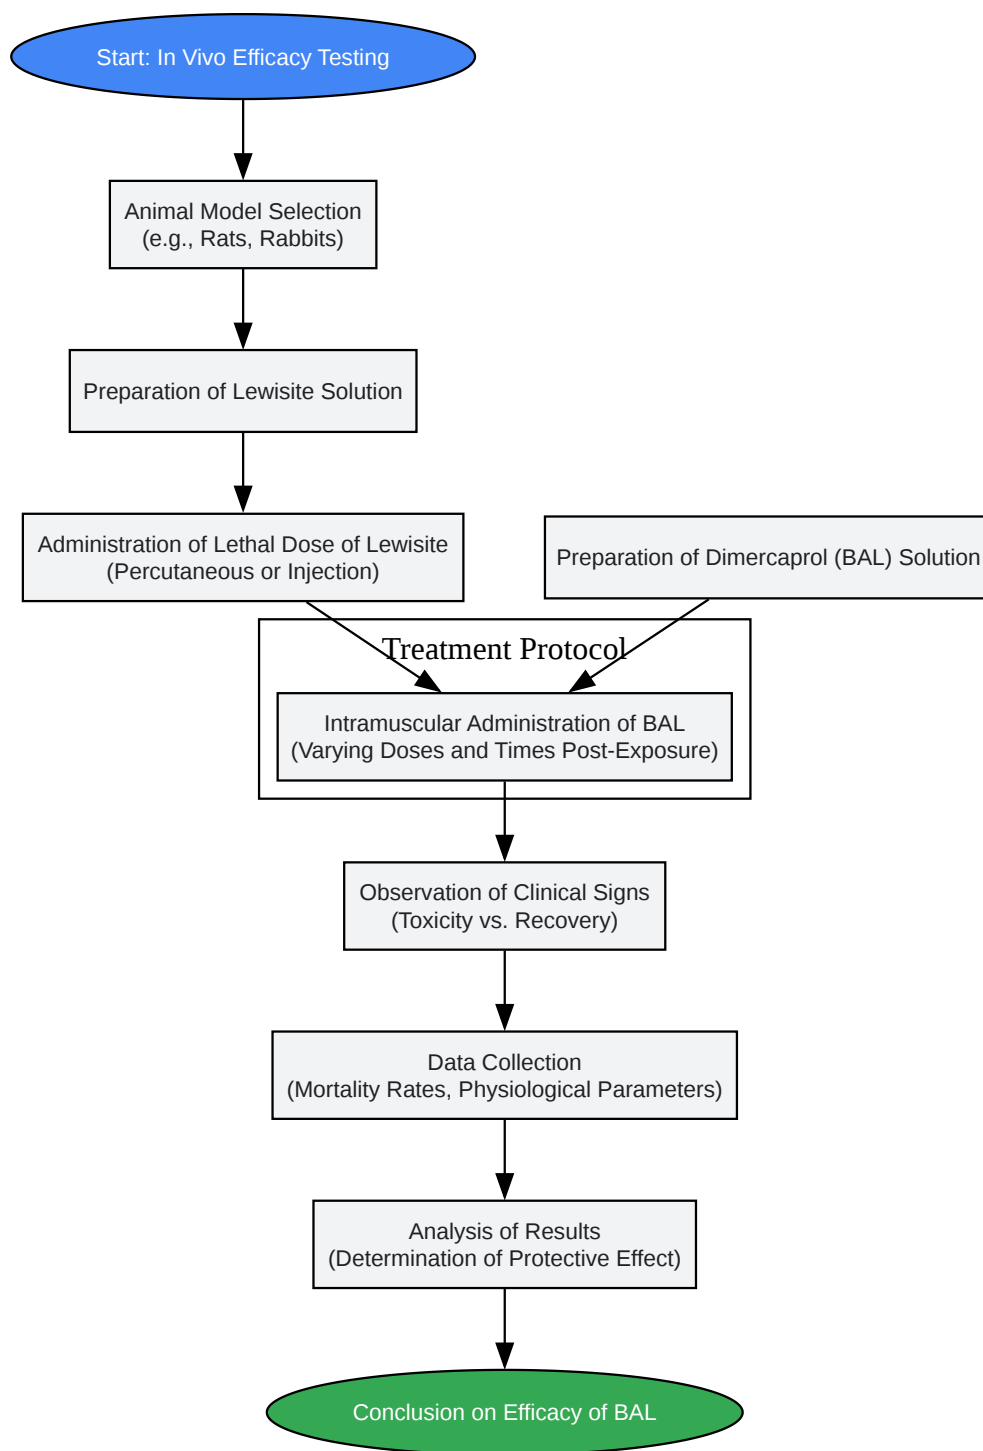 Start: In Vivo Efficacy Testing
Animal Model Selection
(e.g., Rats, Rabbits)
Preparation of Lewisite Solution
Administration of Lethal Dose of Lewisite
(Percutaneous or Injection)
Preparation of Dimercaprol (BAL) Solution
Treatment Protocol
Intramuscular Administration of BAL
(Varying Doses and Times Post-Exposure)
Observation of Clinical Signs
(Toxicity vs. Recovery)
Data Collection
(Mortality Rates, Physiological Parameters)
Analysis of Results
(Determination of Protective Effect)
Conclusion on Efficacy of BAL